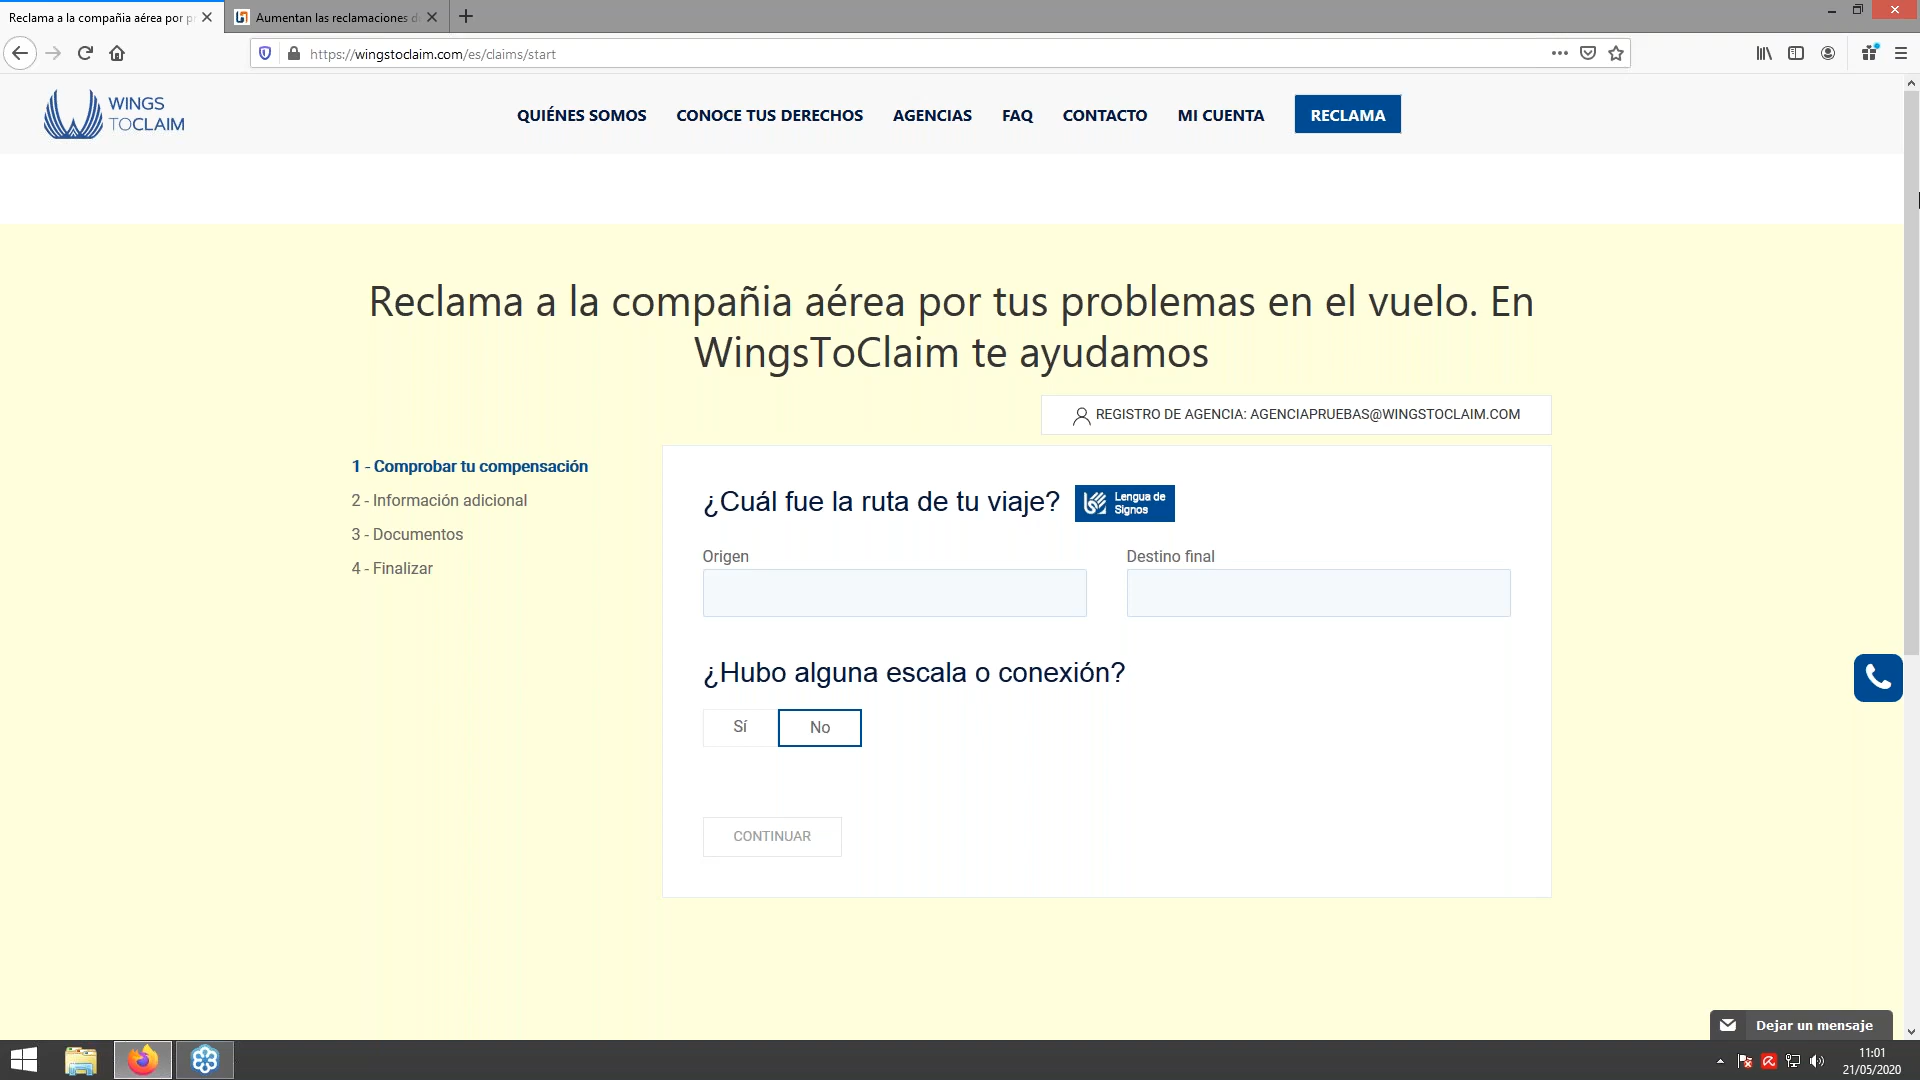 Reclama a la compañia aérea por p
Aumentan las reclamaciones d
https://wingstoclaim.com/es/claims/start
WINGS
TOCLAIM
QUIÉNES SOMOS
CONOCE TUS DERECHOS
AGENCIAS
FAQ
CONTACTO
MI CUENTA
RECLAMA
Reclama a la compañia aérea por tus problemas en el vuelo. En
WingsToClaim te ayudamos
REGISTRO DE AGENCIA: AGENCIAPRUEBAS@WINGSTOCLAIM.COM
1 - Comprobar tu compensación
2 - Información adicional
3 - Documentos
4 - Finalizar
¿Cuál fue la ruta de tu viaje?
Lengua de
Signos
Origen
Destino final
¿Hubo alguna escala o conexión?
Sí
No
CONTINUAR
Dejar un mensaje
11:01
21/05/2020